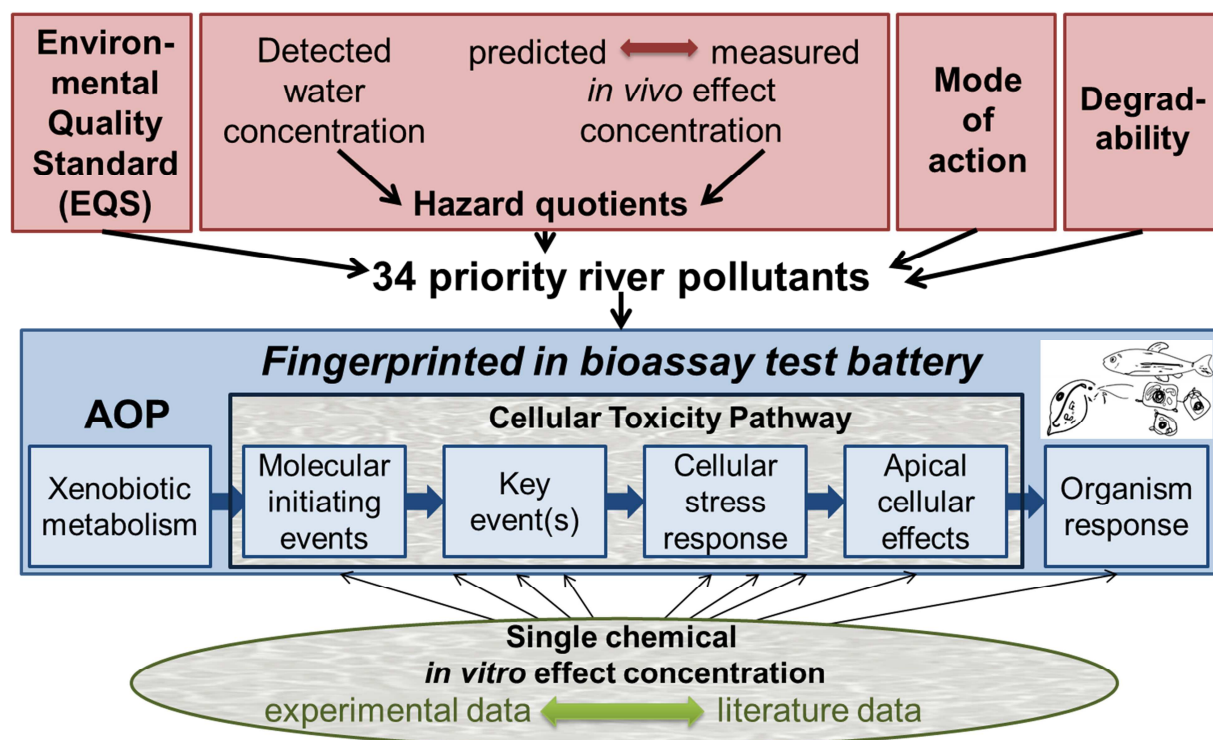 Environ-
mental
Quality
Standard
(EQS)
Detected
water
concentration
predicted measured
in vivo effect
concentration
Hazard quotients
Mode
of
action
Degrad-
ability
34 priority river pollutants
Fingerprinted in bioassay test battery
AOP
Cellular Toxicity Pathway
Xenobiotic
metabolism
Molecular
initiating
events
Key
event(s)
Cellular
stress
response
Apical
cellular
effects
Organism
response
Single chemical
in vitro effect concentration
experimental data literature data